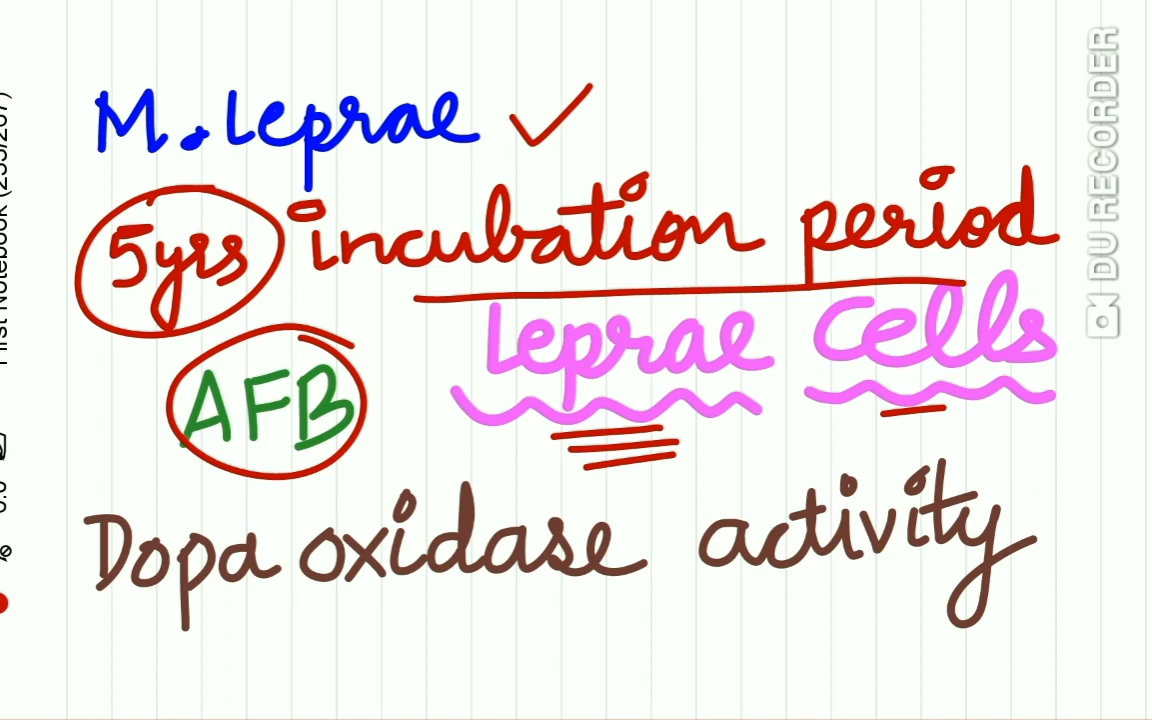 M. Leprae ✓
5yrs incubation period
Leprae Cells
AFB
Dopa oxidase activity
DU RECORDER